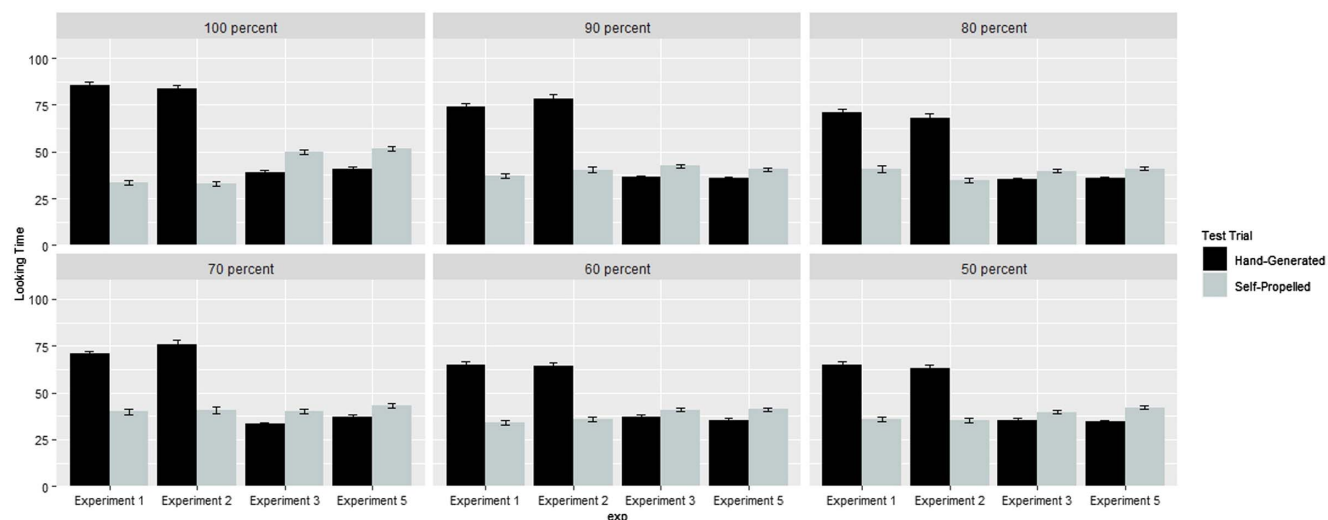 100 percent
90 percent
80 percent
100
75
50
25
0
70 percent
60 percent
50 percent
100
75
50
25
0
Looking Time
Experiment 1 Experiment 2 Experiment 3 Experiment 5
Experiment 1 Experiment 2 Experiment 3 Experiment 5
Experiment 1 Experiment 2 Experiment 3 Experiment 5
exp
Test Trial
Hand-Generated
Self-Propelled